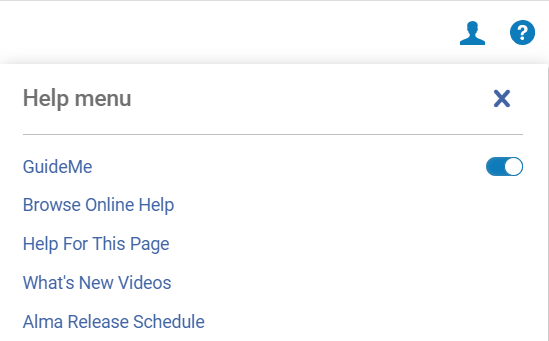 ?
Help menu
GuideMe
Browse Online Help
Help For This Page
What's New Videos
Alma Release Schedule